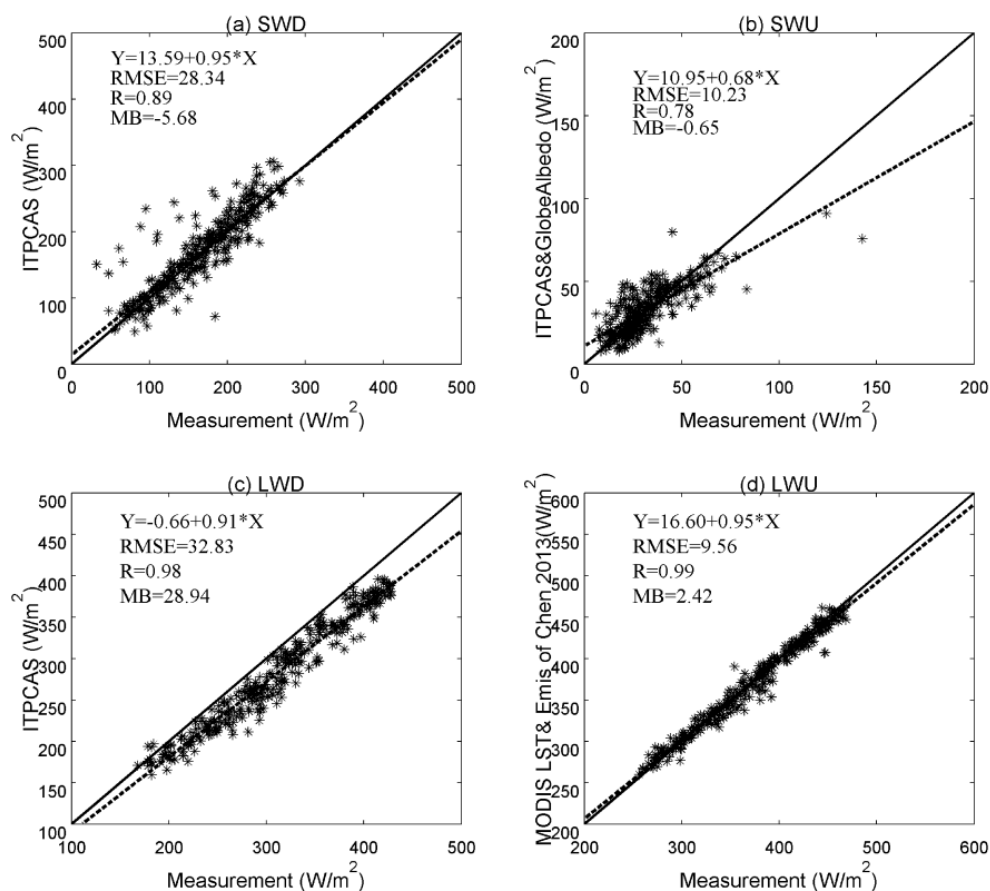 (a) SWD
Y=13.59+0.95*X
RMSE=28.34
R=0.89
MB=-5.68
ITPCAS (W/m²)
500
400
300
200
100
0
0 100 200 300 400 500
Measurement (W/m²)
(b) SWU
Y=10.95+0.68*X
RMSE=10.23
R=0.78
MB=-0.65
ITPCAS&GlobeAlbedo (W/m²)
200
150
100
50
0
0 50 100 150 200
Measurement (W/m²)
(c) LWD
Y=-0.66+0.91*X
RMSE=32.83
R=0.98
MB=28.94
ITPCAS (W/m²)
500
450
400
350
300
250
200
150
100
100 200 300 400 500
Measurement (W/m²)
(d) LWU
Y=16.60+0.95*X
RMSE=9.56
R=0.99
MB=2.42
MODIS LST& Emis of Chen 2013(W/m²)
600
550
500
450
400
350
300
250
200
200 300 400 500 600
Measurement (W/m²)